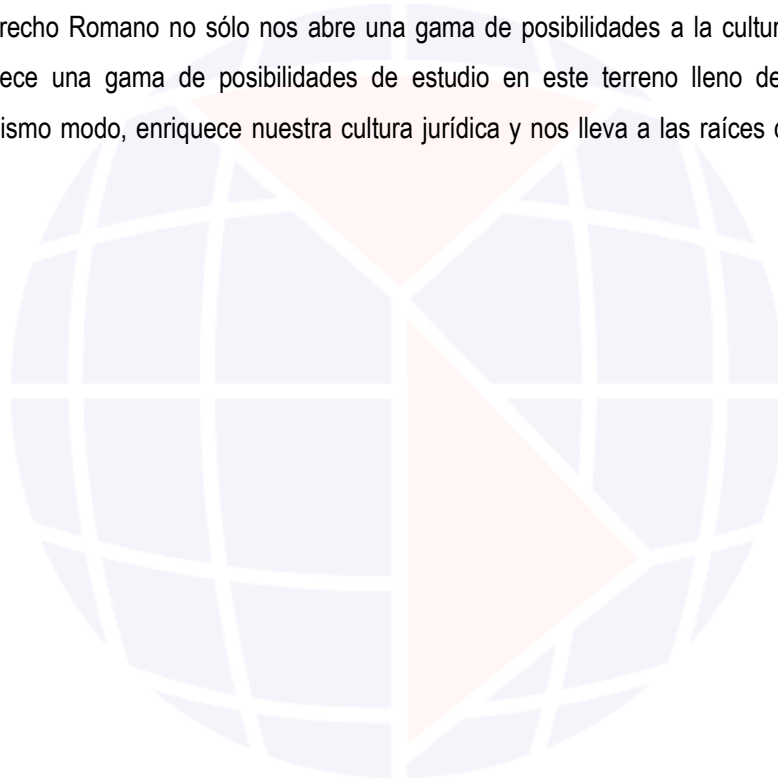 recho Romano no sólo nos abre una gama de posibilidades a la cultur
ece una gama de posibilidades de estudio en este terreno lleno de
ismo modo, enriquece nuestra cultura jurídica y nos lleva a las raíces